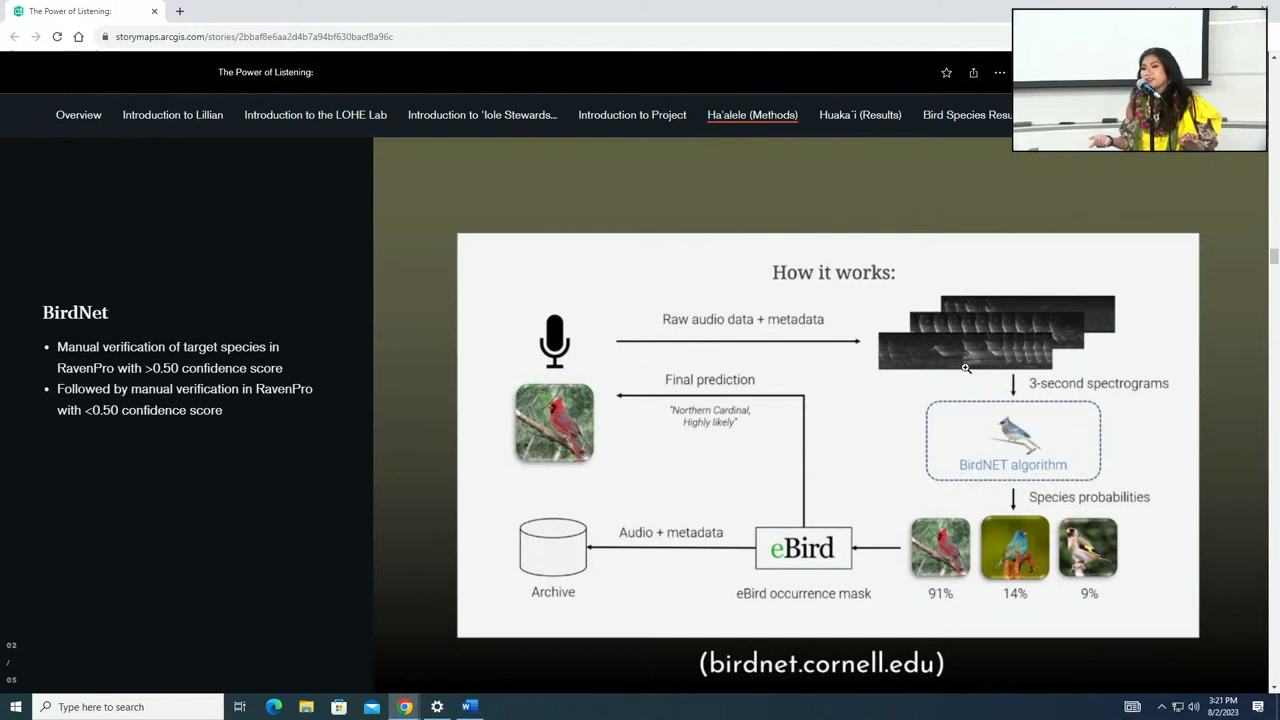 The Power of Listening:
storymaps.arcgis.com/stories/2bbaf8e6aa2d4b7a94bf630bacf8a96c
The Power of Listening:
Overview
Introduction to Lillian
Introduction to the LOHE Lab
Introduction to 'Iole Stewards...
Introduction to Project
Haʻalele (Methods)
Huakaʻi (Results)
Bird Species Resu
BirdNet
Manual verification of target species in
RavenPro with >0.50 confidence score
Followed by manual verification in RavenPro
with <0.50 confidence score
How it works:
Raw audio data + metadata
3-second spectrograms
BirdNET algorithm
Species probabilities
91%
14%
9%
eBird
eBird occurrence mask
Final prediction
"Northern Cardinal,
Highly likely"
Audio + metadata
Archive
(birdnet.cornell.edu)
02
/
05
Type here to search
3:21 PM
8/2/2023